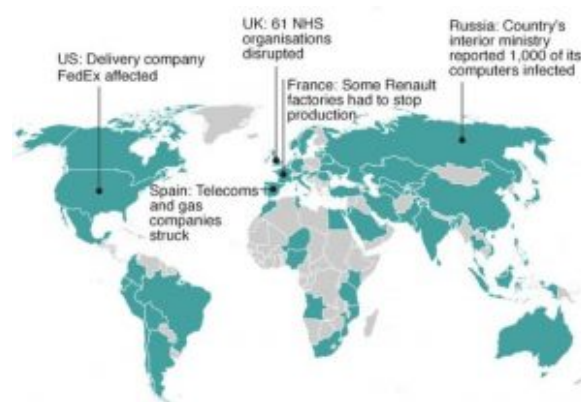 US: Delivery company
FedEx affected
UK: 61 NHS
organisations
disrupted
Russia: Country's
interior ministry
reported 1,000 of its
computers infected
France: Some Renault
factories had to stop
production
Spain: Telecoms
and gas
companies
struck